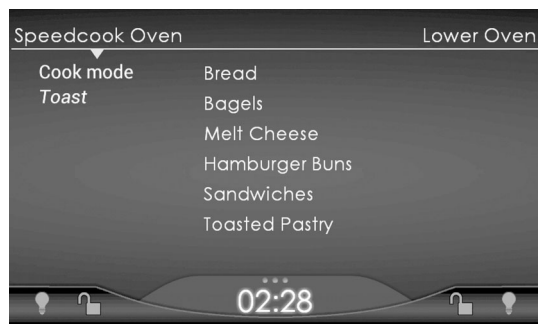 Speedcook Oven
Lower Oven
Cook mode
Toast
Bread
Bagels
Melt Cheese
Hamburger Buns
Sandwiches
Toasted Pastry
02:28